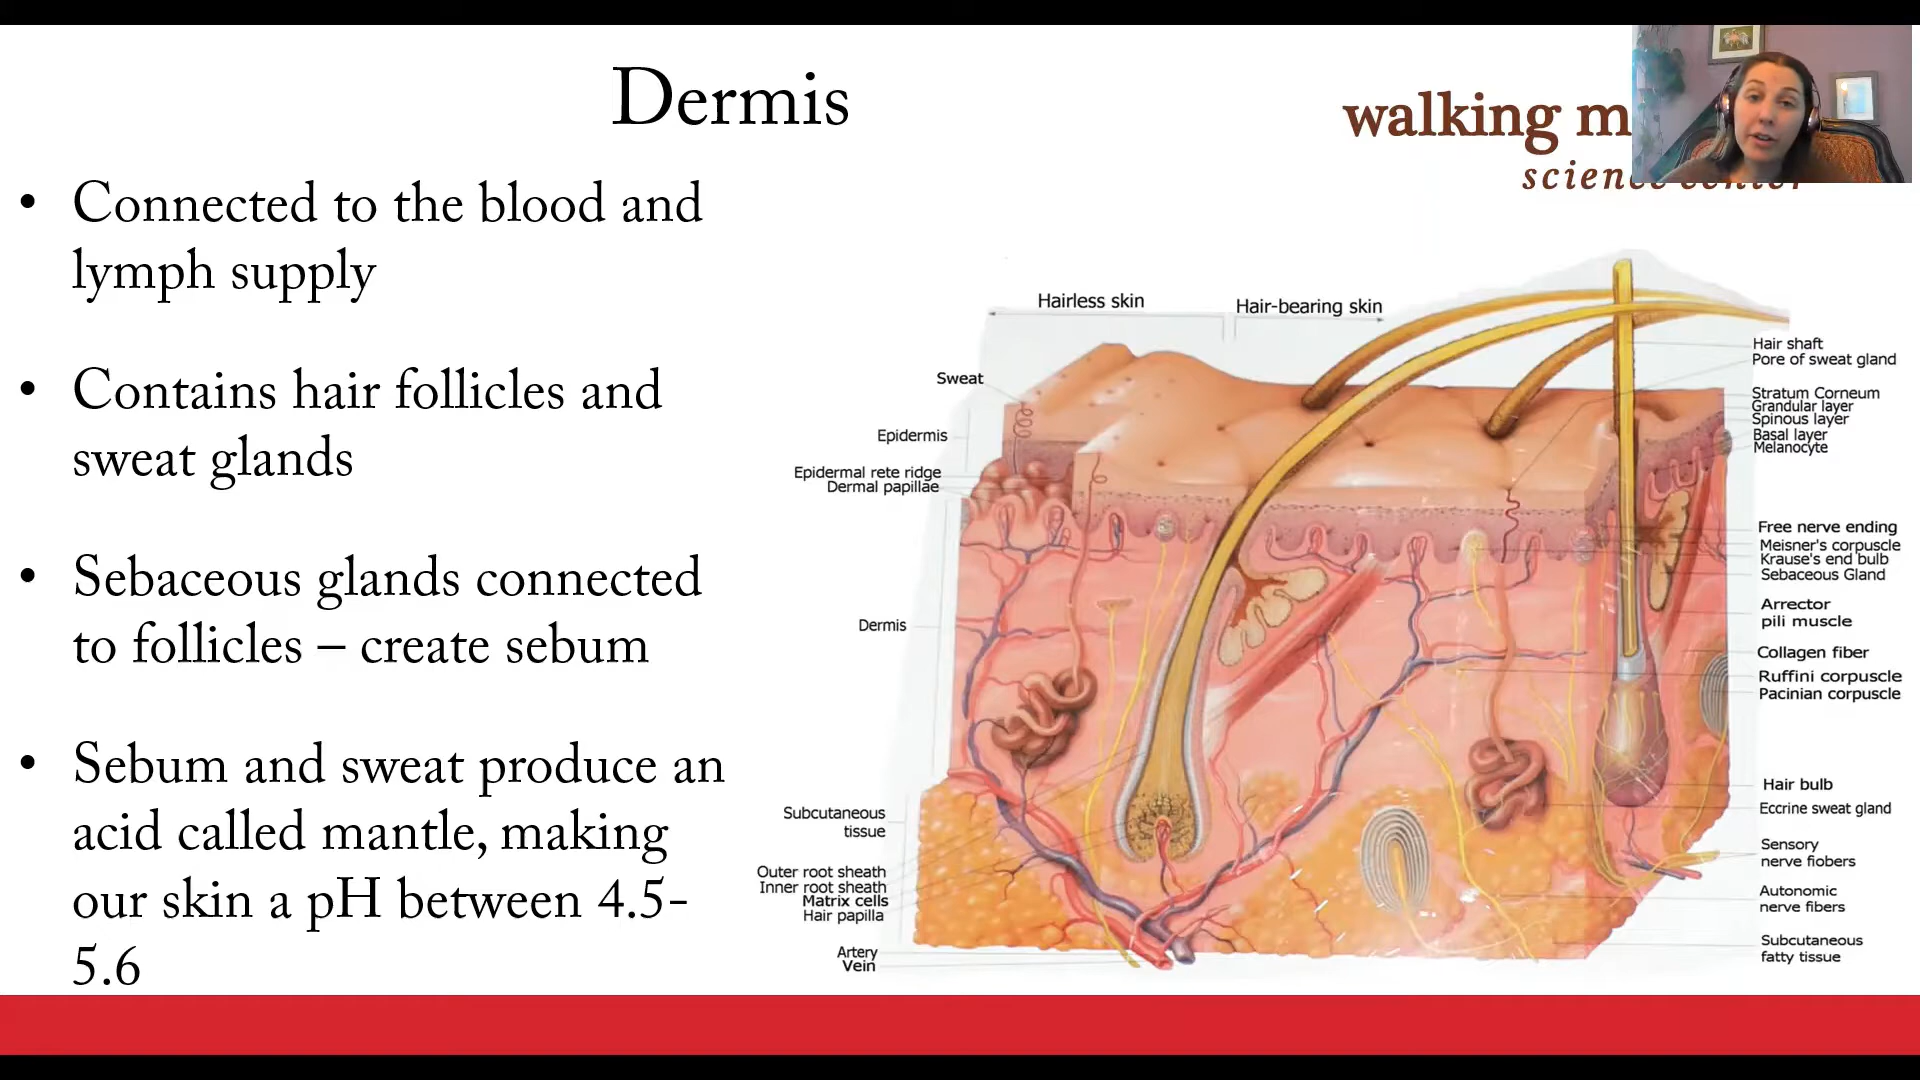 Dermis
walking m
science center
• Connected to the blood and
lymph supply
• Contains hair follicles and
sweat glands
• Sebaceous glands connected
to follicles – create sebum
• Sebum and sweat produce an
acid called mantle, making
our skin a pH between 4.5-
5.6
Hairless skin
Hair-bearing skin
Sweat
Epidermis
Epidermal rete ridge
Dermal papillae
Dermis
Subcutaneous
tissue
Outer root sheath
Inner root sheath
Matrix cells
Hair papilla
Artery
Vein
Hair shaft
Pore of sweat gland
Stratum Corneum
Grandular layer
Spinous layer
Basal layer
Melanocyte
Free nerve ending
Meisner's corpuscle
Krause's end bulb
Sebaceous Gland
Arrector
pili muscle
Collagen fiber
Ruffini corpuscle
Pacinian corpuscle
Hair bulb
Eccrine sweat gland
Sensory
nerve fiobers
Autonomic
nerve fibers
Subcutaneous
fatty tissue